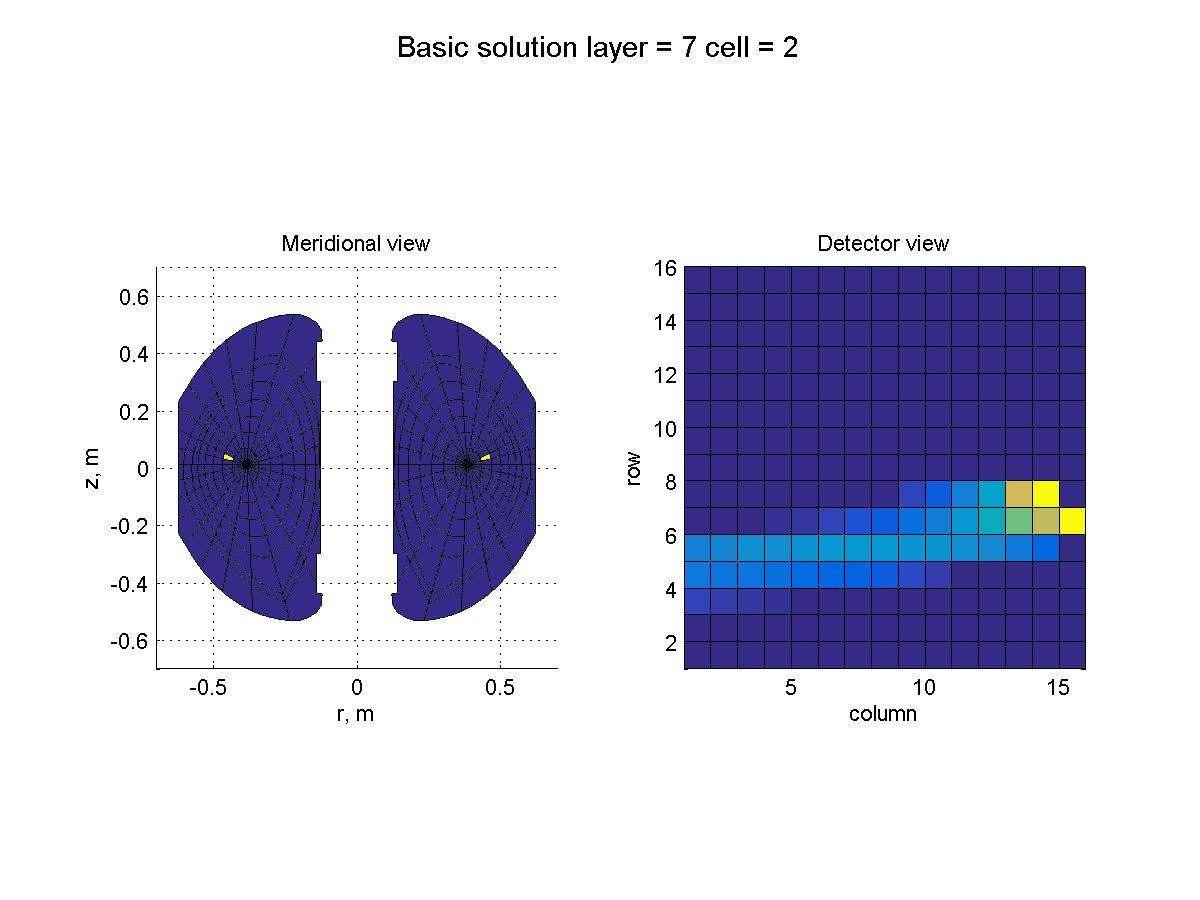 Basic solution layer = 7 cell = 2
Meridional view
0.6
0.4
0.2
0
-0.2
-0.4
-0.6
z, m
-0.5 0 0.5
r, m
Detector view
16
14
12
10
8
6
4
2
row
5 10 15
column